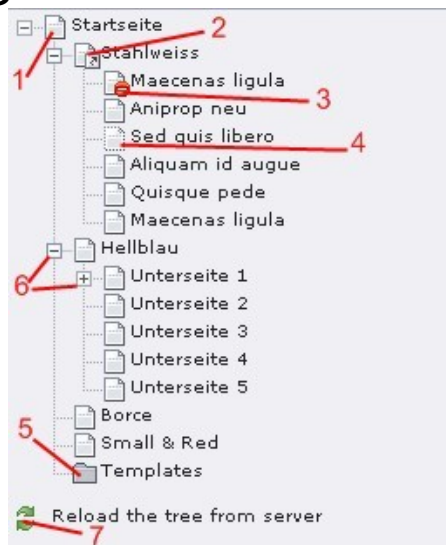 Startseite
2
Stahlweiss
1
Maecenas ligula
3
Aniprop neu
Sed quis libero
4
Aliquam id augue
Quisque pede
Maecenas ligula
Hellblau
6
Unterseite 1
Unterseite 2
Unterseite 3
Unterseite 4
Unterseite 5
Borce
5
Small & Red
Templates
Reload the tree from server
7